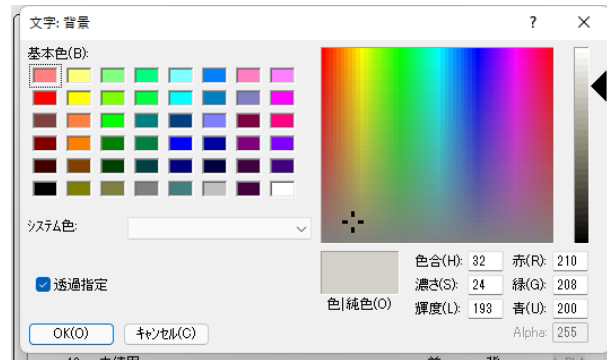 文字: 背景
?
×
基本色(B):
システム色:
透過指定
OK(O)
キャンセル(C)
色|純色(O)
色合(H): 32
濃さ(S): 24
輝度(L): 193
赤(R): 210
緑(G): 208
青(U): 200
Alpha: 255